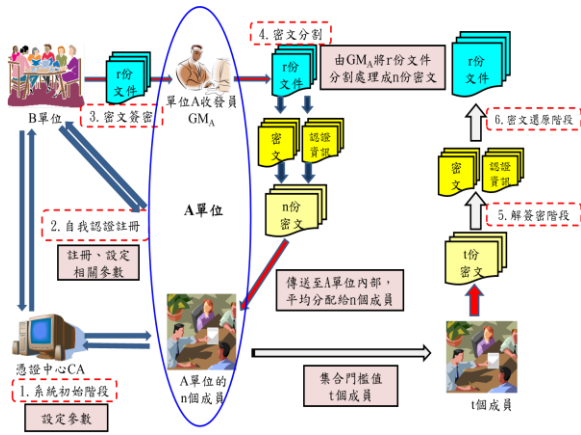 4.密文分割
r份
文件
單位A收發員
GMA
r份
文件
由GMA將r份文件
分割處理成n份密文
r份
文件
B單位
3.密文簽密
6.密文還原階段
密
文
認證
資訊
密
文
認證
資訊
2.自我認證註冊
A單位
n份
密文
5.解簽密階段
註冊、設定
相關參數
t份
密文
傳送至A單位內部，
平均分配給n個成員
憑證中心CA
1.系統初始階段
設定參數
A單位的
n個成員
集合門檻值
t個成員
t個成員